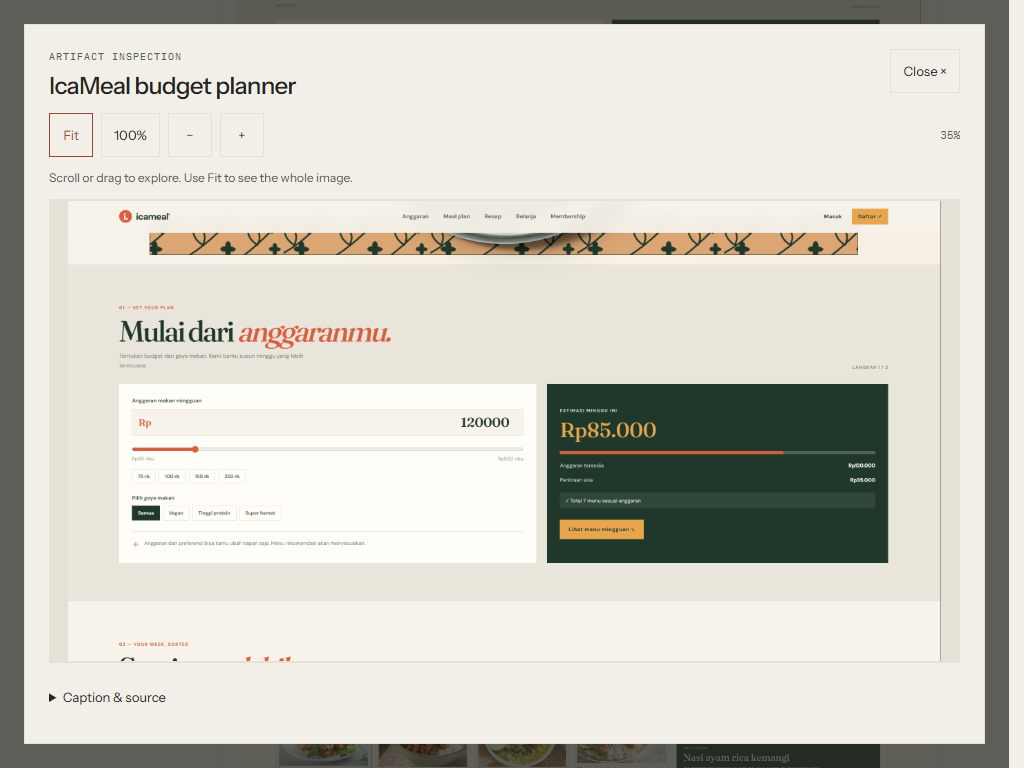 ARTIFACT INSPECTION
IcaMeal budget planner
Close ×
Fit
100%
−
+
35%
Scroll or drag to explore. Use Fit to see the whole image.
icameal
Anggaran
Meal plan
Resep
Belanja
Membership
Masuk
Daftar ↗
01 — SET YOUR PLAN
Mulai dari anggaranmu.
Tentukan budget dan gaya makan. Kami bantu susun minggu yang lebih
terencana.
LANGKAH 1 / 3
Anggaran makan mingguan
Rp
120000
Rp50 ribu
Rp500 ribu
75 rb
100 rb
150 rb
250 rb
Pilih gaya makan
Semua
Vegan
Tinggi protein
Super hemat
Anggaran dan preferensi bisa kamu ubah kapan saja. Menu rekomendasi akan menyesuaikan.
ESTIMASI MINGGU INI
Rp85.000
Anggaran tersedia
Rp120.000
Perkiraan sisa
Rp35.000
✓ Total 7 menu sesuai anggaran
Lihat menu mingguan ↘
02 — YOUR WEEK, SORTED
▶ Caption & source
Nasi ayam rica kemangi